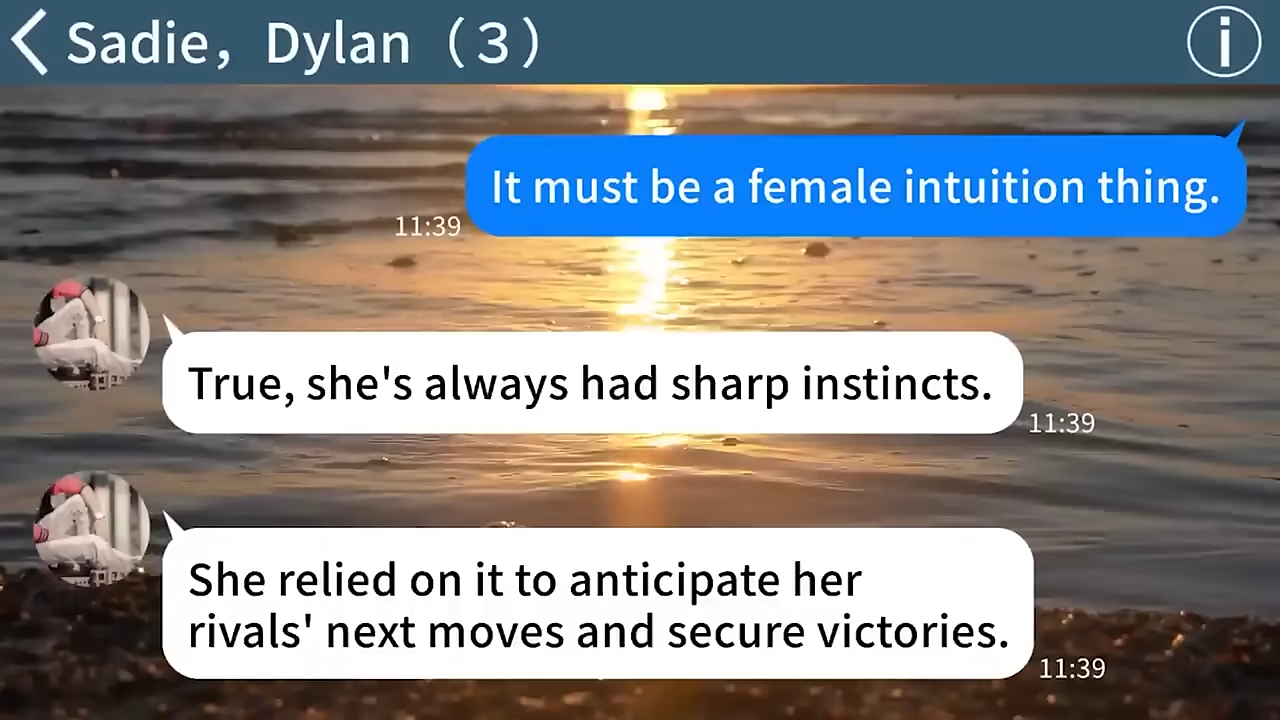 Sadie，Dylan（3）
It must be a female intuition thing.
11:39
True, she's always had sharp instincts.
11:39
She relied on it to anticipate her
rivals' next moves and secure victories.
11:39